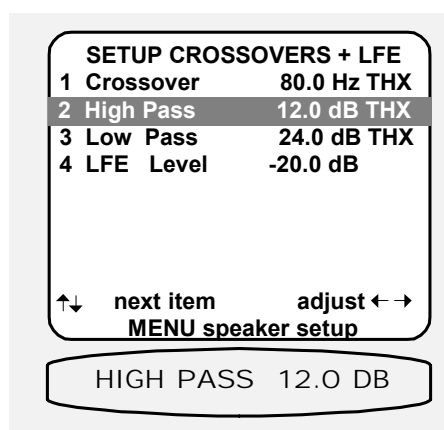 SETUP CROSSOVERS + LFE
1 Crossover 80.0 Hz THX
2 High Pass 12.0 dB THX
3 Low Pass 24.0 dB THX
4 LFE Level -20.0 dB
↑↓ next item adjust ←→
MENU speaker setup
HIGH PASS 12.0 DB